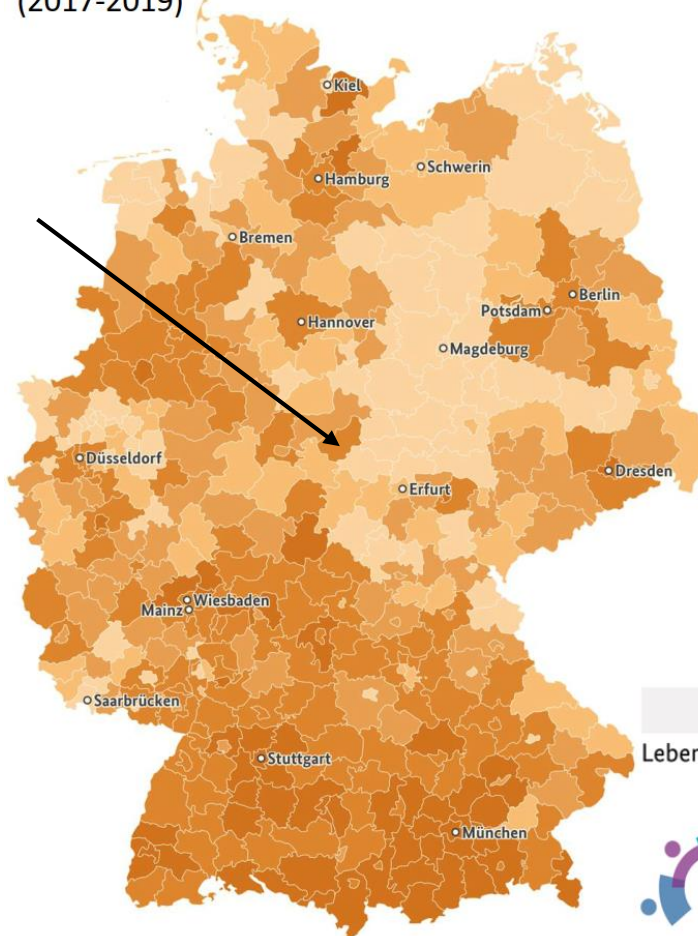 (2017-2019)
Kiel
Schwerin
Hamburg
Bremen
Berlin
Potsdam
Hannover
Magdeburg
Düsseldorf
Dresden
Erfurt
Wiesbaden
Mainz
Saarbrücken
Leber
Stuttgart
München